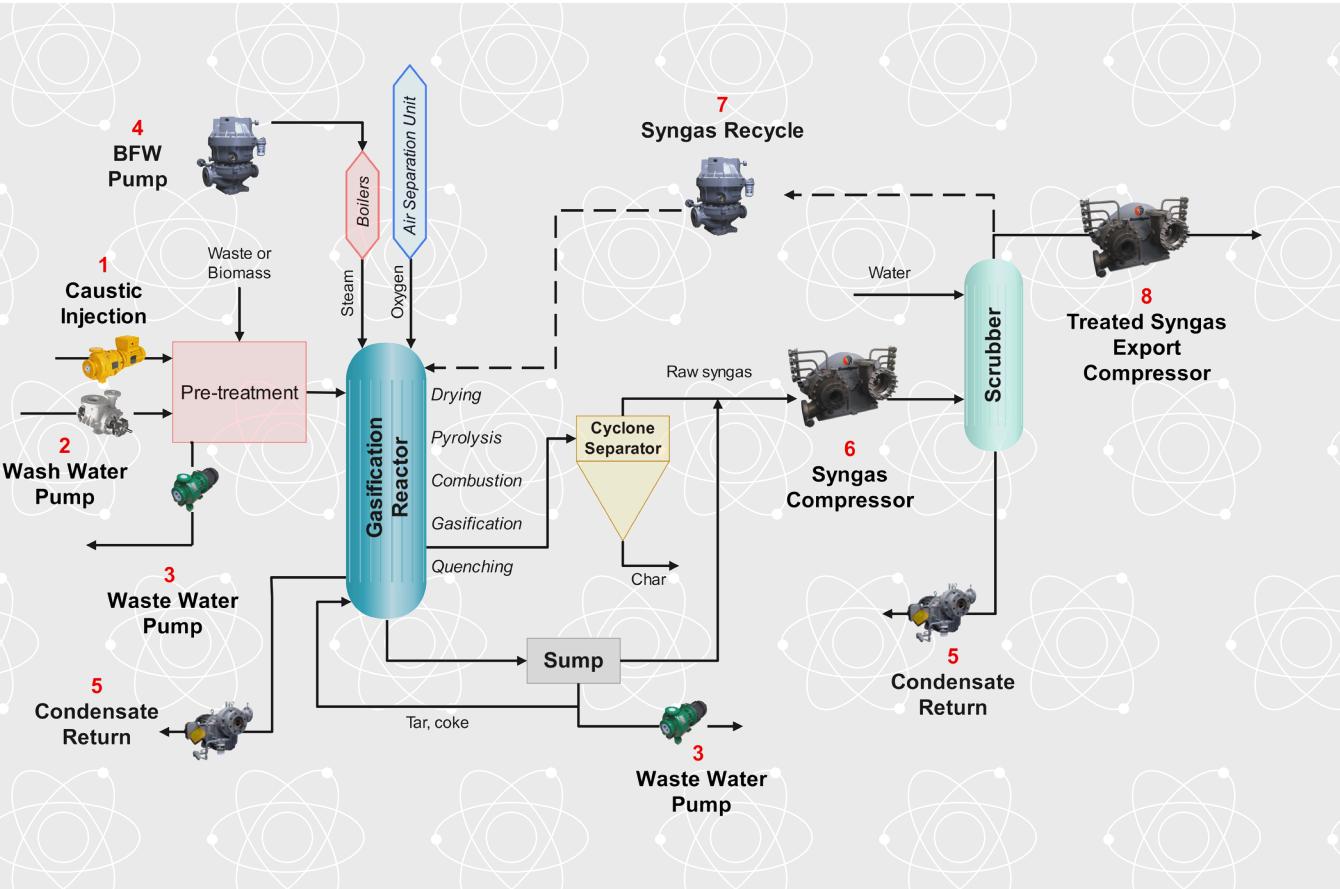 4
BFW
Pump
Boilers
Air Separation Unit
7
Syngas Recycle
1
Caustic
Injection
Waste or
Biomass
Steam
Oxygen
Water
Scrubber
8
Treated Syngas
Export
Compressor
Pre-treatment
2
Wash Water
Pump
Gasification
Reactor
Drying
Pyrolysis
Combustion
Gasification
Quenching
Raw syngas
Cyclone
Separator
6
Syngas
Compressor
Char
3
Waste Water
Pump
Sump
5
Condensate
Return
5
Condensate
Return
Tar, coke
3
Waste Water
Pump